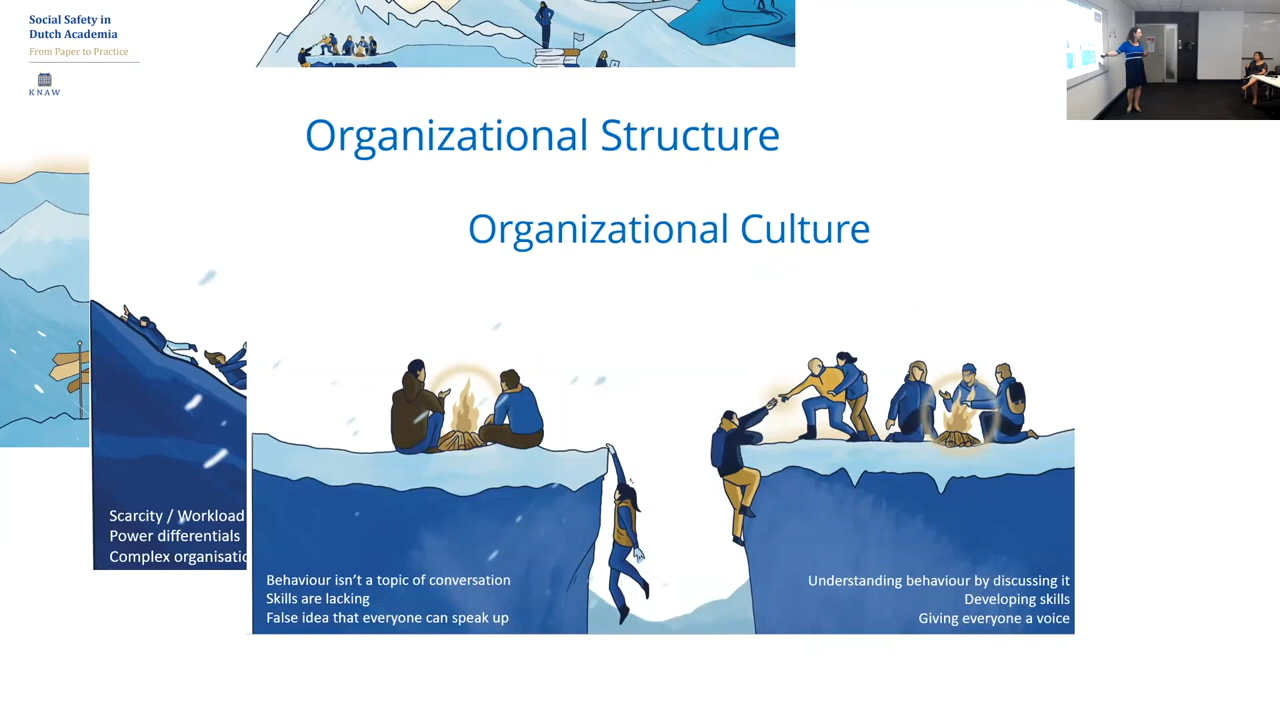 Social Safety in
Dutch Academia
From Paper to Practice
KNAW
Organizational Structure
Organizational Culture
Scarcity / Workload
Power differentials
Complex organisatio
Behaviour isn't a topic of conversation
Skills are lacking
False idea that everyone can speak up
Understanding behaviour by discussing it
Developing skills
Giving everyone a voice